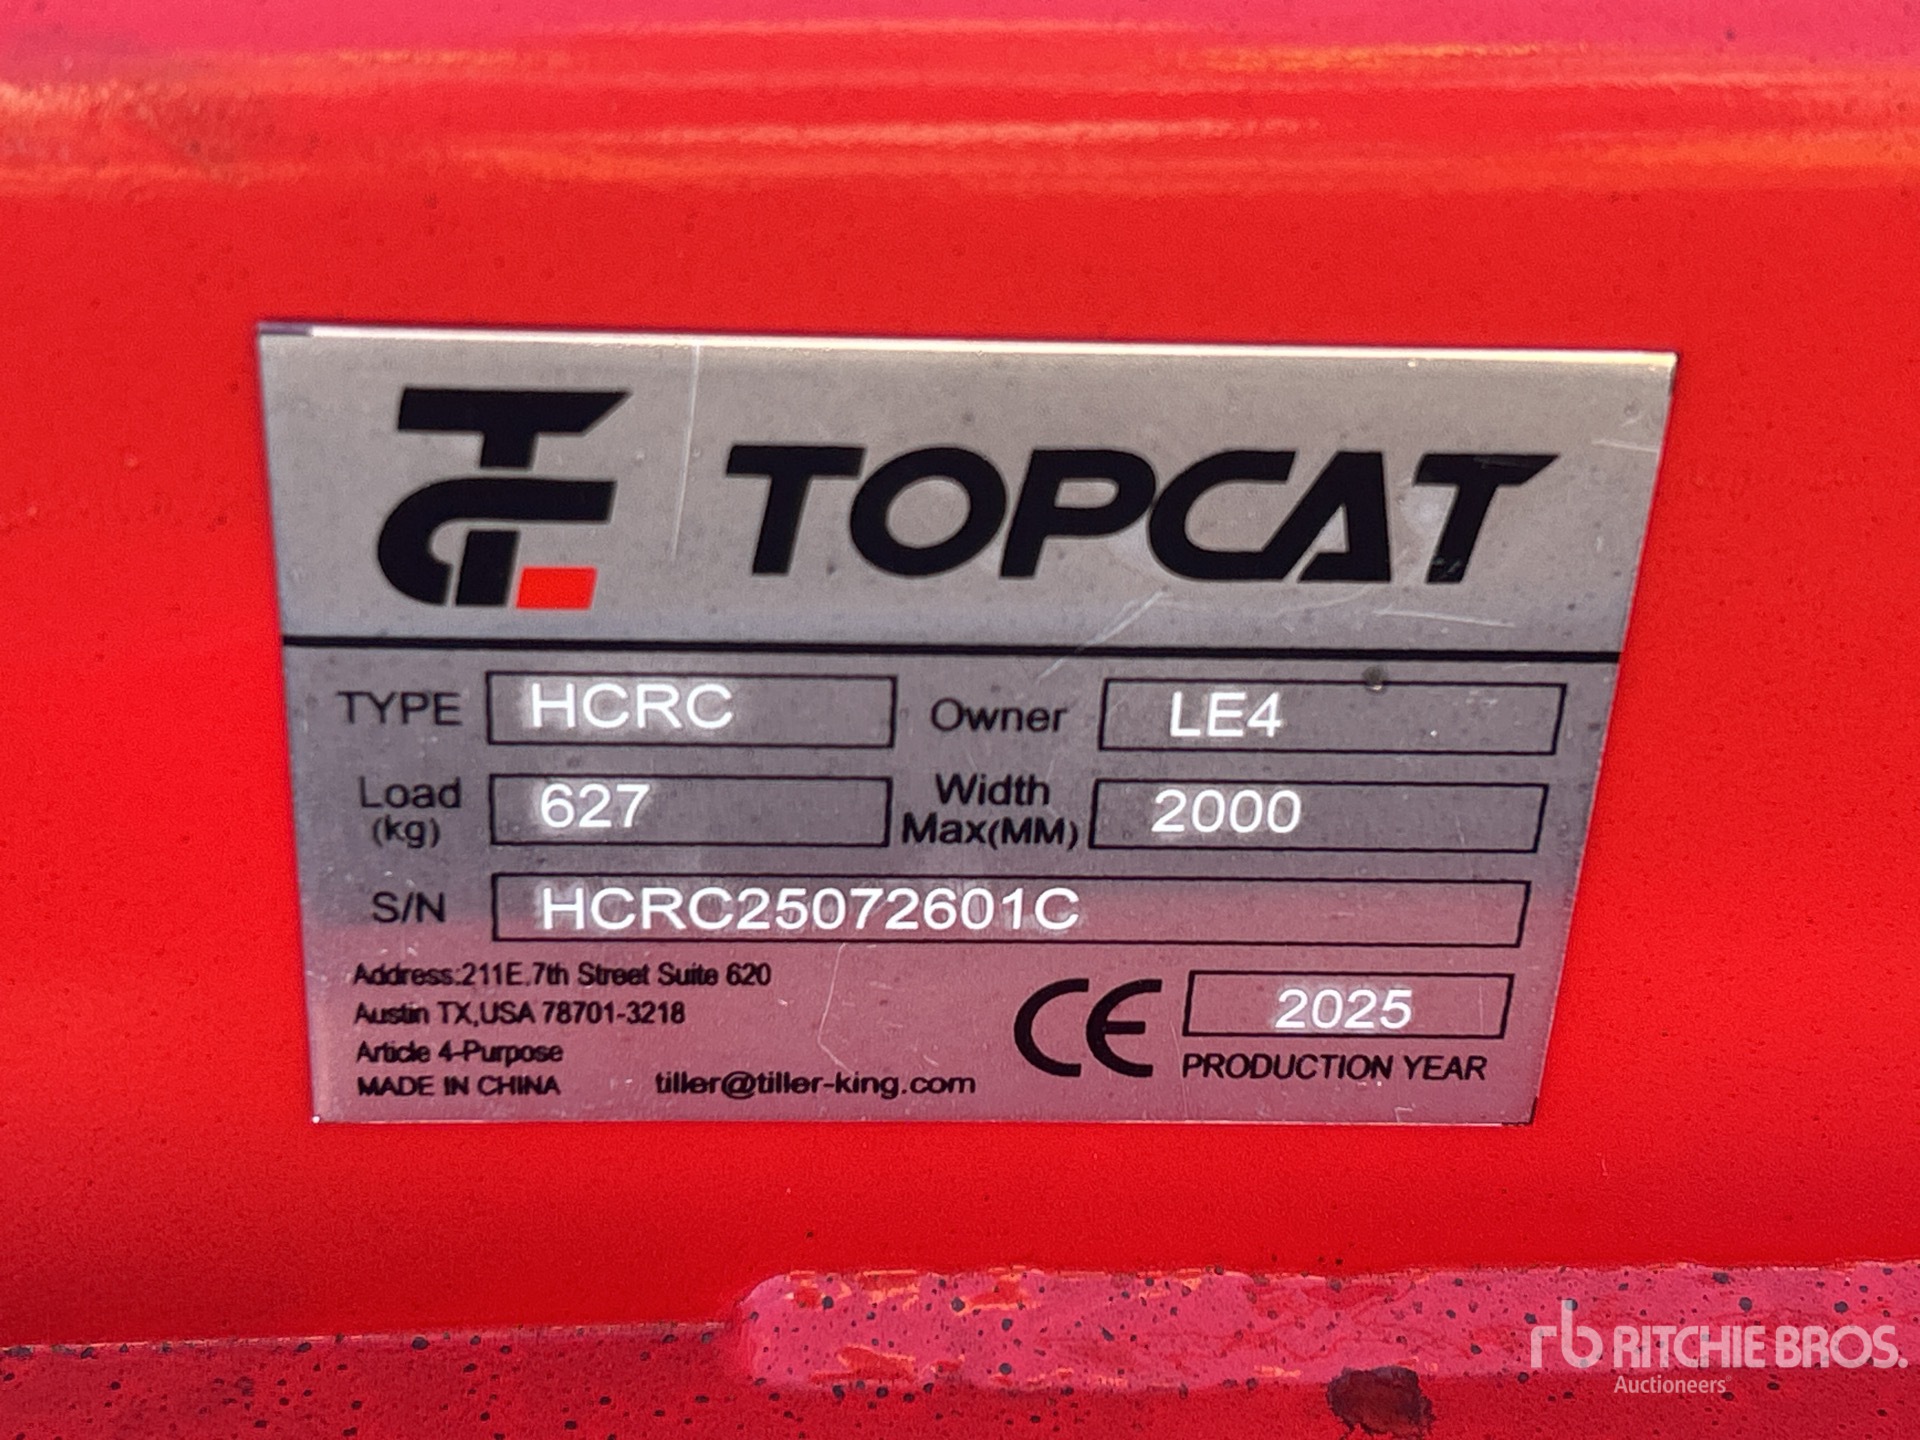 TOPCAT
TYPE HCRC Owner LE4
Load (kg) 627 Width Max(MM) 2000
S/N HCRC25072601C
Address:211E.7th Street Suite 620
Austin TX,USA 78701-3218
Article 4-Purpose
MADE IN CHINA tiller@tiller-king.com
CE 2025
PRODUCTION YEAR
rb RITCHIE BROS.
Auctioneers